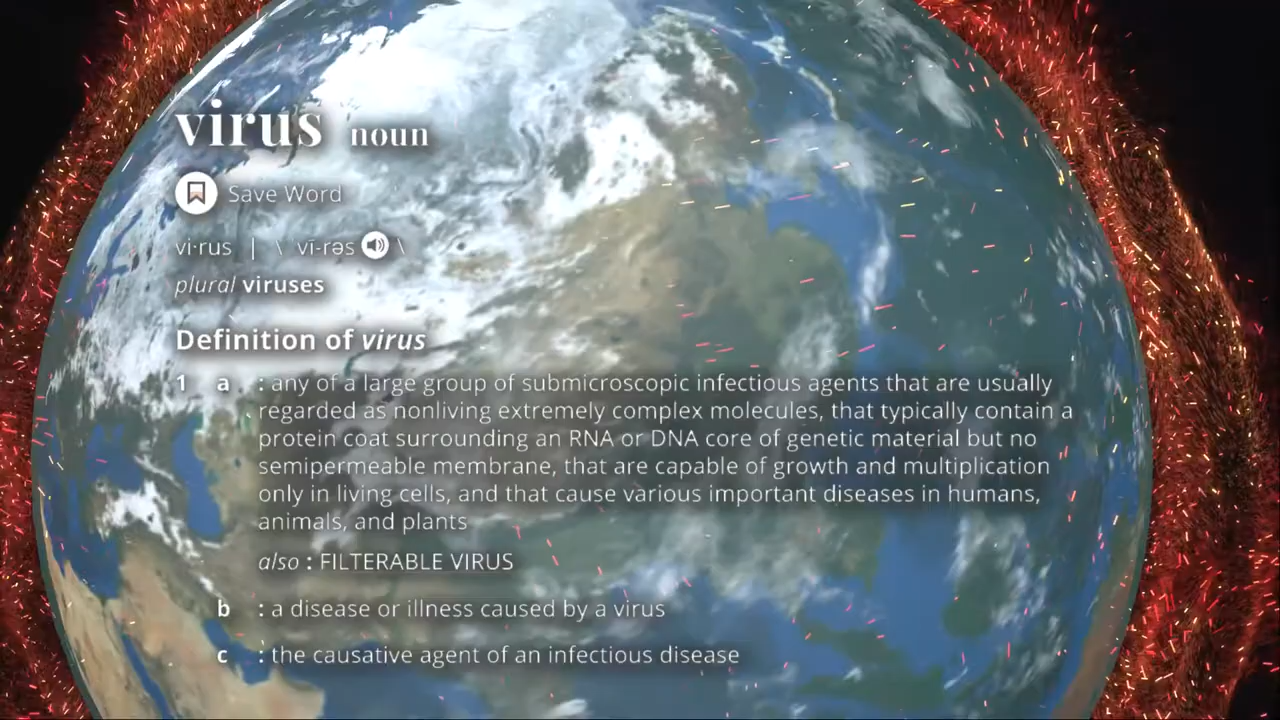 virus noun
Save Word
vi·rus | \ vī-rəs \
plural viruses
Definition of virus
1 a : any of a large group of submicroscopic infectious agents that are usually
regarded as nonliving extremely complex molecules, that typically contain a
protein coat surrounding an RNA or DNA core of genetic material but no
semipermeable membrane, that are capable of growth and multiplication
only in living cells, and that cause various important diseases in humans,
animals, and plants
also : FILTERABLE VIRUS
b : a disease or illness caused by a virus
c : the causative agent of an infectious disease